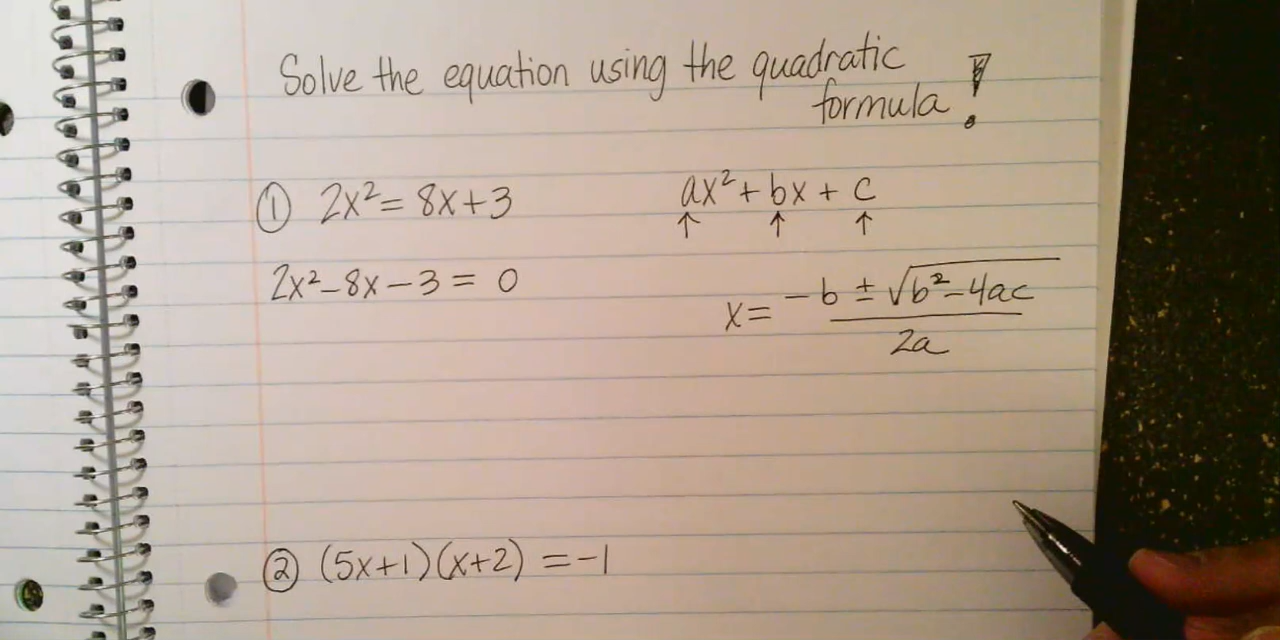 Solve the equation using the quadratic
formula!
① 2x² = 8x + 3
ax² + bx + c
↑ ↑ ↑
2x² – 8x – 3 = 0
x = –b ± √b² – 4ac
2a
② (5x+1)(x+2) = –1